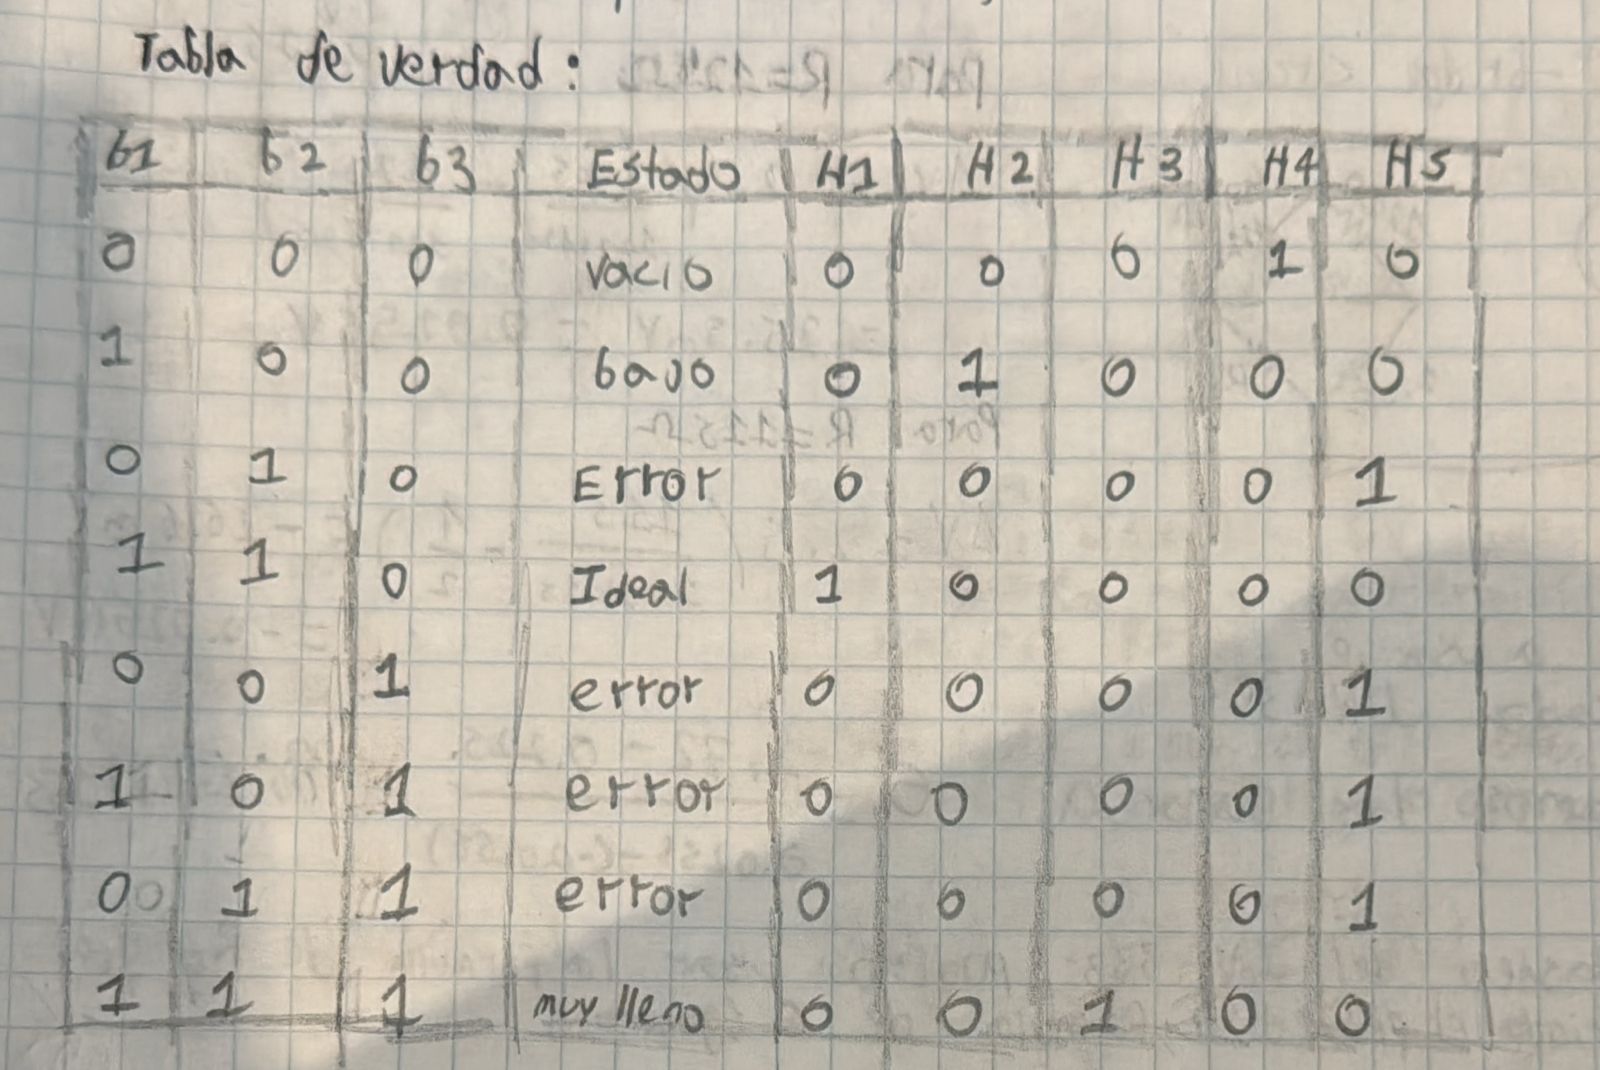 Tabla de verdad:
b1 b2 b3 Estado H1 H2 H3 H4 H5
0 0 0 vacio 0 0 0 1 0
1 0 0 bajo 0 1 0 0 0
0 1 0 Error 0 0 0 0 1
1 1 0 Ideal 1 0 0 0 0
0 0 1 error 0 0 0 0 1
1 0 1 error 0 0 0 0 1
0 1 1 error 0 0 0 0 1
1 1 1 muy lleno 0 0 1 0 0